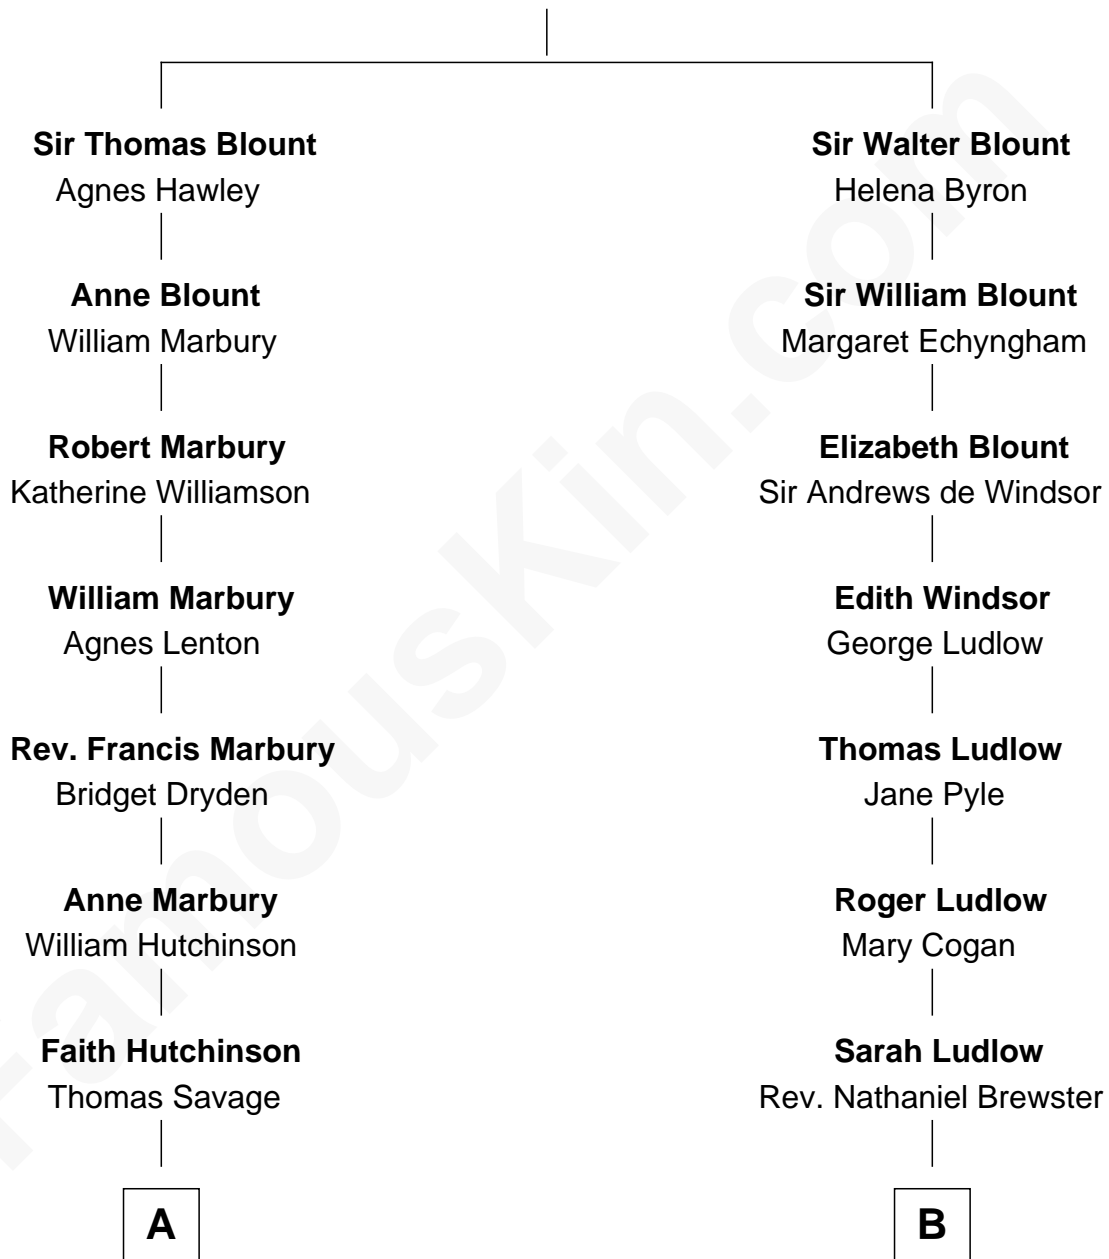 Sir Thomas Blount
Agnes Hawley
Anne Blount
William Marbury
Robert Marbury
Katherine Williamson
William Marbury
Agnes Lenton
Rev. Francis Marbury
Bridget Dryden
Anne Marbury
William Hutchinson
Faith Hutchinson
Thomas Savage
A
Sir Walter Blount
Helena Byron
Sir William Blount
Margaret Echyngham
Elizabeth Blount
Sir Andrews de Windsor
Edith Windsor
George Ludlow
Thomas Ludlow
Jane Pyle
Roger Ludlow
Mary Cogan
Sarah Ludlow
Rev. Nathaniel Brewster
B
FamousKin.com